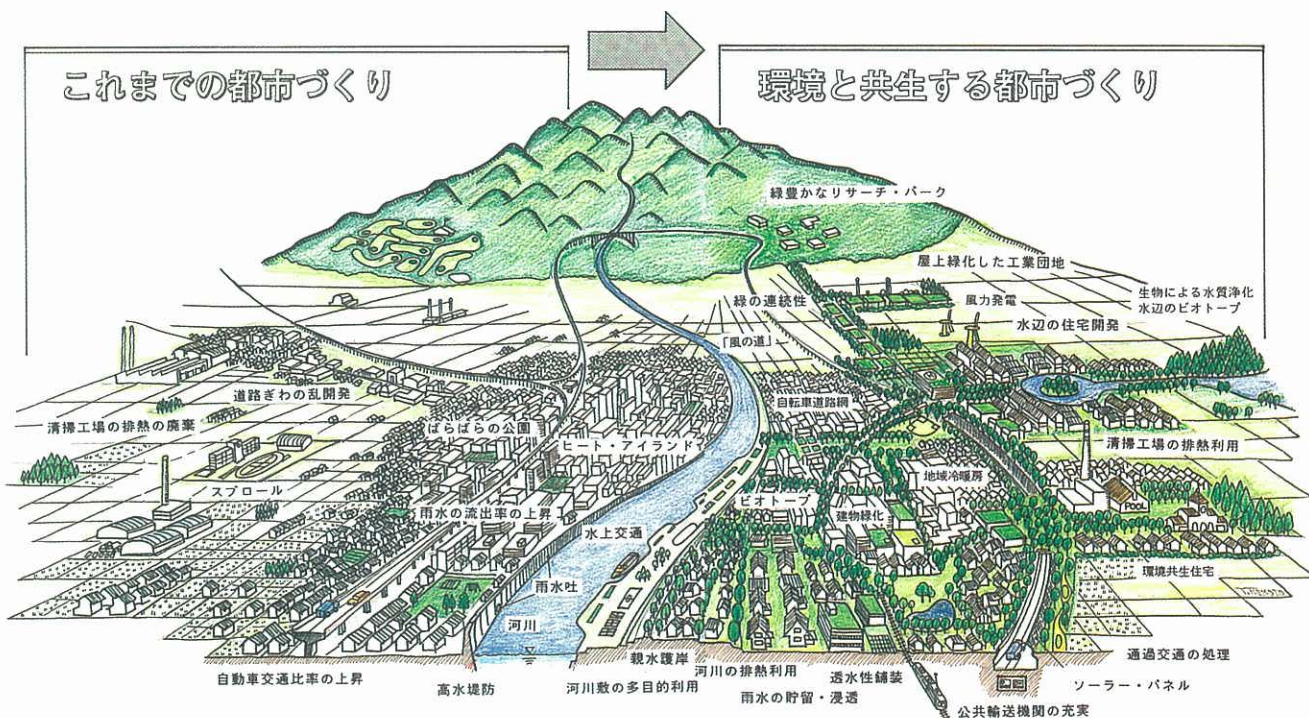 これまでの都市づくり
環境と共生する都市づくり
緑豊かなリサーチ・パーク
屋上緑化した工業団地
緑の連続性
風力発電
生物による水質浄化
水辺のビオトープ
水辺の住宅開発
「風の道」
道路ぎわの乱開発
自転車道路網
清掃工場の排熱の廃棄
ばらばらの公園
ヒート・アイランド
清掃工場の排熱利用
地域冷暖房
スプロール
ビオトープ
雨水の流出率の上昇
建物緑化
POOL
水上交通
環境共生住宅
雨水吐
河川
親水護岸
通過交通の処理
自動車交通比率の上昇
河川の排熱利用
透水性舗装
ソーラー・パネル
高水堤防
河川敷の多目的利用
雨水の貯留・浸透
公共輸送機関の充実